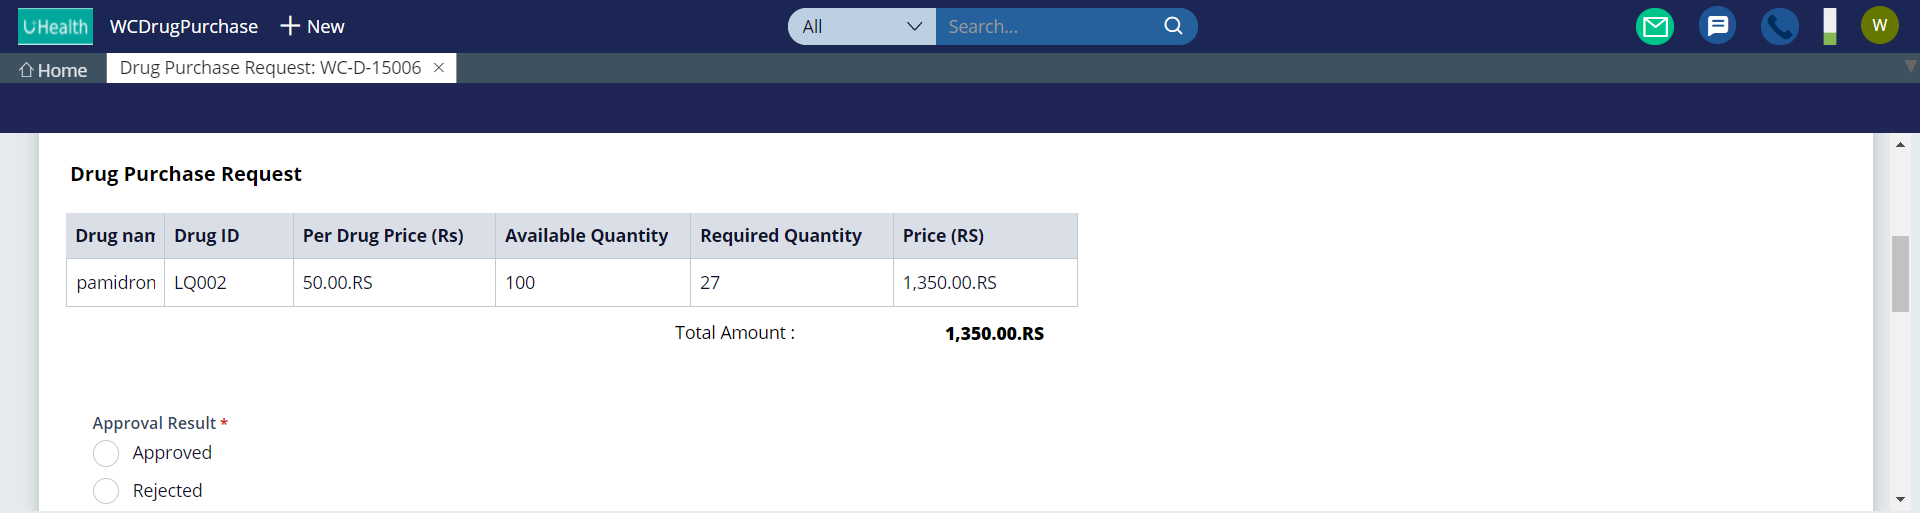 UHealth WCDrugPurchase + New All Search... W
Home Drug Purchase Request: WC-D-15006 ×
Drug Purchase Request
Drug nan Drug ID Per Drug Price (Rs) Available Quantity Required Quantity Price (RS)
pamidron LQ002 50.00.RS 100 27 1,350.00.RS
Total Amount : 1,350.00.RS
Approval Result *
Approved
Rejected